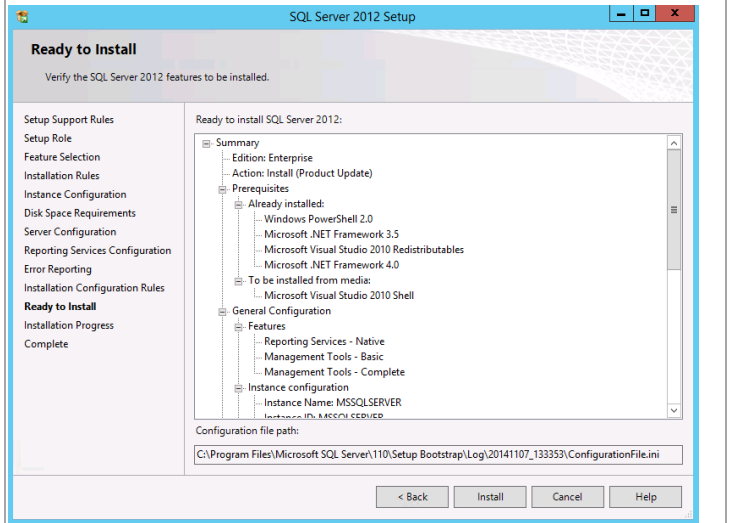 SQL Server 2012 Setup
Ready to Install
Verify the SQL Server 2012 features to be installed.
Setup Support Rules
Setup Role
Feature Selection
Installation Rules
Instance Configuration
Disk Space Requirements
Server Configuration
Reporting Services Configuration
Error Reporting
Installation Configuration Rules
Ready to Install
Installation Progress
Complete
Ready to install SQL Server 2012:
Summary
Edition: Enterprise
Action: Install (Product Update)
Prerequisites
Already installed:
Windows PowerShell 2.0
Microsoft .NET Framework 3.5
Microsoft Visual Studio 2010 Redistributables
Microsoft .NET Framework 4.0
To be installed from media:
Microsoft Visual Studio 2010 Shell
General Configuration
Features
Reporting Services - Native
Management Tools - Basic
Management Tools - Complete
Instance configuration
Instance Name: MSSQLSERVER
Instance ID: MSSQLSERVER
Configuration file path:
C:\Program Files\Microsoft SQL Server\110\Setup Bootstrap\Log\20141107_133353\ConfigurationFile.ini
< Back
Install
Cancel
Help